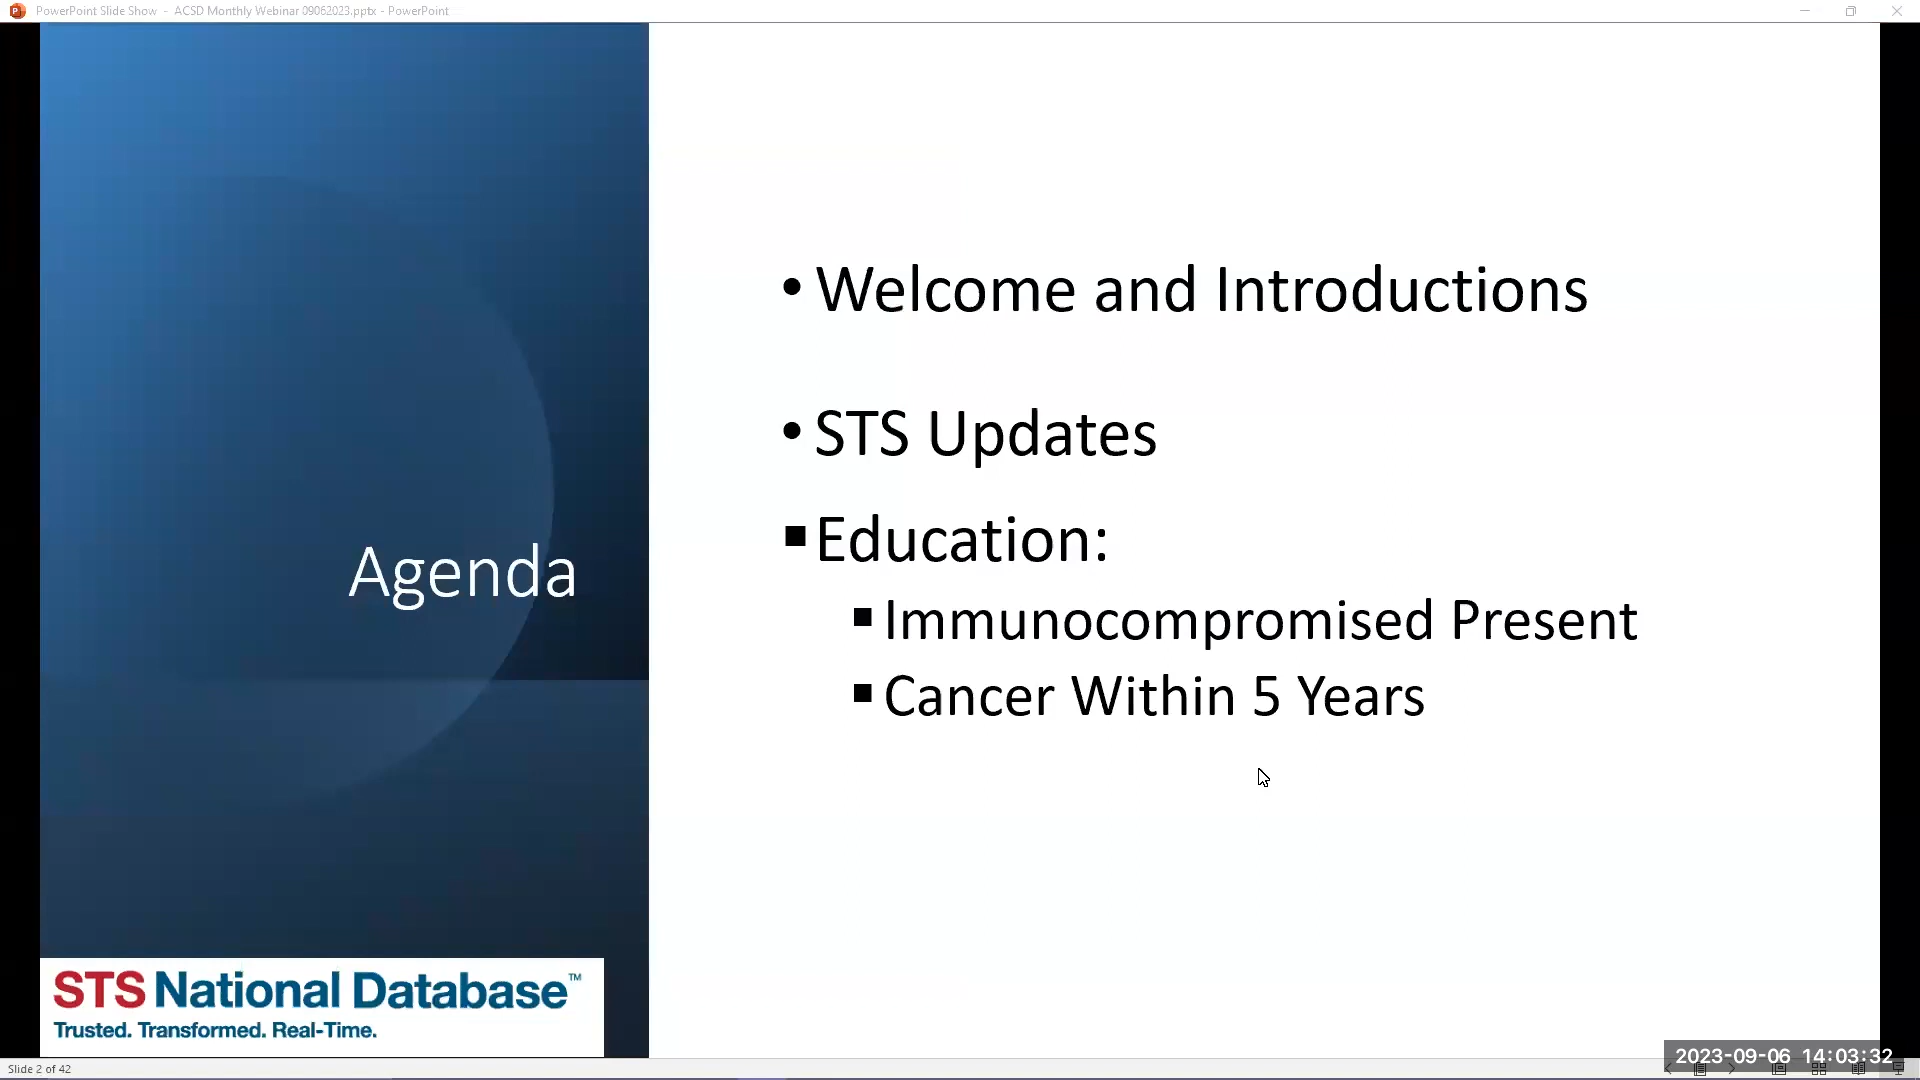 PowerPoint Slide Show - ACSD Monthly Webinar 09062023.pptx - PowerPoint
• Welcome and Introductions
• STS Updates
▪ Education:
▪ Immunocompromised Present
▪ Cancer Within 5 Years
Agenda
STS National Database™
Trusted. Transformed. Real-Time.
Slide 2 of 42
2023-09-06 14:03:32